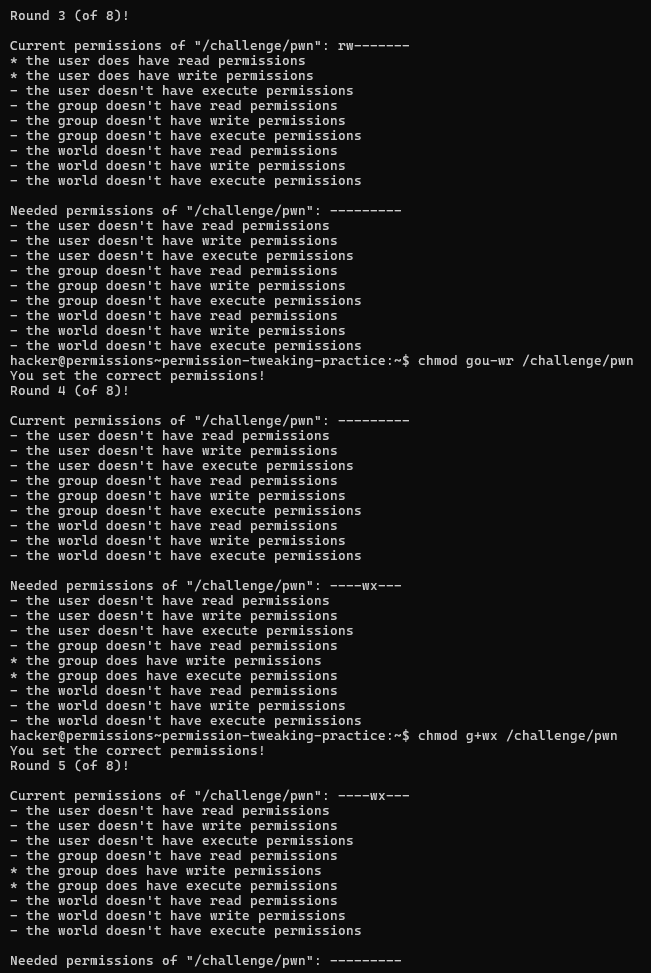 Round 3 (of 8)!
Current permissions of "/challenge/pwn": rw-------
* the user does have read permissions
* the user does have write permissions
- the user doesn't have execute permissions
- the group doesn't have read permissions
- the group doesn't have write permissions
- the group doesn't have execute permissions
- the world doesn't have read permissions
- the world doesn't have write permissions
- the world doesn't have execute permissions
Needed permissions of "/challenge/pwn": ---------
- the user doesn't have read permissions
- the user doesn't have write permissions
- the user doesn't have execute permissions
- the group doesn't have read permissions
- the group doesn't have write permissions
- the group doesn't have execute permissions
- the world doesn't have read permissions
- the world doesn't have write permissions
- the world doesn't have execute permissions
hacker@permissions~permission-tweaking-practice:~$ chmod gou-wr /challenge/pwn
You set the correct permissions!
Round 4 (of 8)!
Current permissions of "/challenge/pwn": ---------
- the user doesn't have read permissions
- the user doesn't have write permissions
- the user doesn't have execute permissions
- the group doesn't have read permissions
- the group doesn't have write permissions
- the group doesn't have execute permissions
- the world doesn't have read permissions
- the world doesn't have write permissions
- the world doesn't have execute permissions
Needed permissions of "/challenge/pwn": ----wx---
- the user doesn't have read permissions
- the user doesn't have write permissions
- the user doesn't have execute permissions
- the group doesn't have read permissions
* the group does have write permissions
* the group does have execute permissions
- the world doesn't have read permissions
- the world doesn't have write permissions
- the world doesn't have execute permissions
hacker@permissions~permission-tweaking-practice:~$ chmod g+wx /challenge/pwn
You set the correct permissions!
Round 5 (of 8)!
Current permissions of "/challenge/pwn": ----wx---
- the user doesn't have read permissions
- the user doesn't have write permissions
- the user doesn't have execute permissions
- the group doesn't have read permissions
* the group does have write permissions
* the group does have execute permissions
- the world doesn't have read permissions
- the world doesn't have write permissions
- the world doesn't have execute permissions
Needed permissions of "/challenge/pwn": ---------